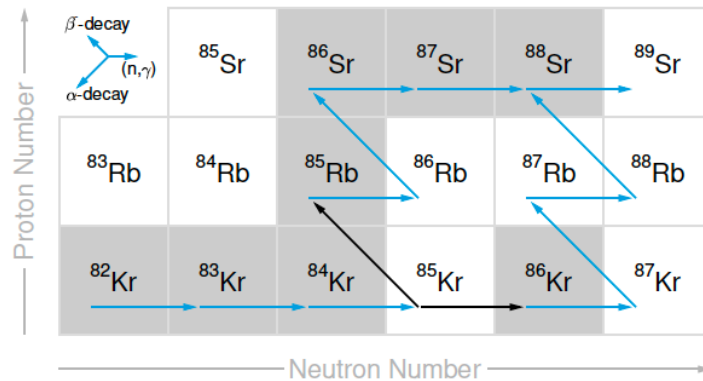 Proton Number
β-decay
(n,γ)
α-decay
⁸⁵Sr ⁸⁶Sr ⁸⁷Sr ⁸⁸Sr ⁸⁹Sr
⁸³Rb ⁸⁴Rb ⁸⁵Rb ⁸⁶Rb ⁸⁷Rb ⁸⁸Rb
⁸²Kr ⁸³Kr ⁸⁴Kr ⁸⁵Kr ⁸⁶Kr ⁸⁷Kr
Neutron Number